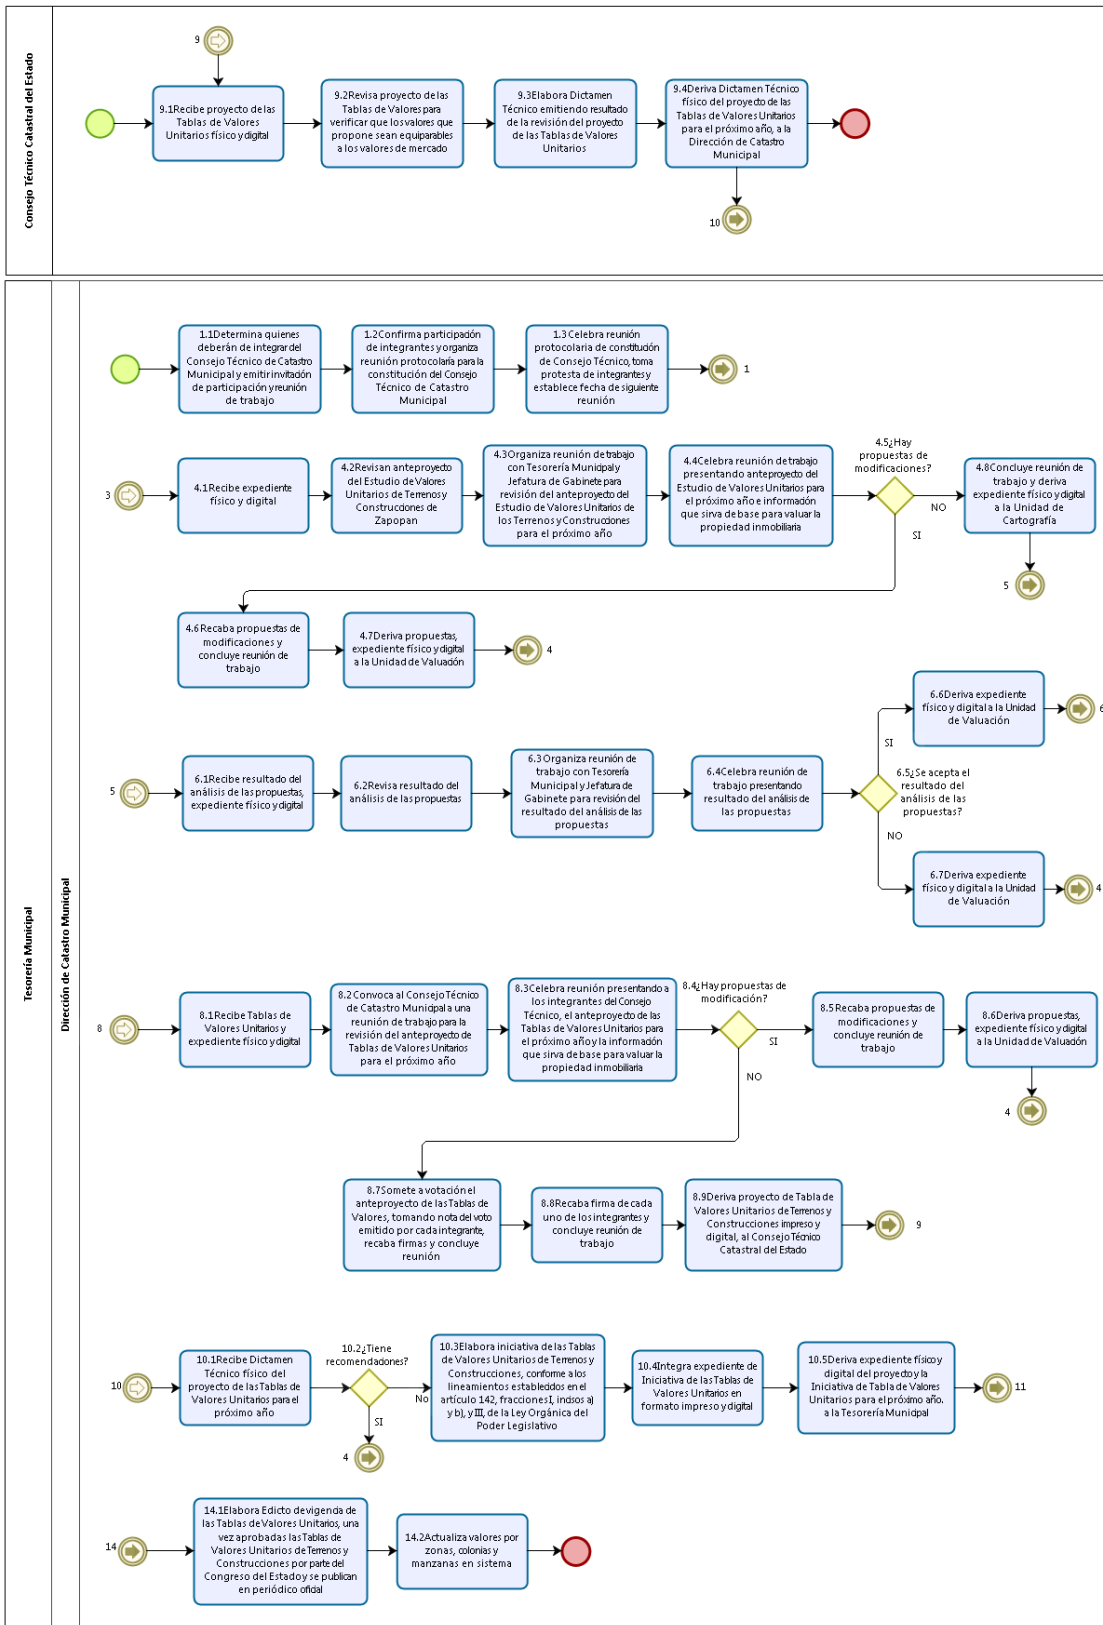 Consejo Técnico Catastral del Estado
9
9.1Recibe proyecto de las
Tablas de Valores
Unitarios físico y digital
9.2Revisa proyecto de las
Tablas de Valores para
verificar que los valores que
propone sean equiparables
a los valores de mercado
9.3Elabora Dictamen
Técnico emitiendo resultado
de la revisión del proyecto
de las Tablas de Valores
Unitarios
9.4Deriva Dictamen Técnico
físico del proyecto de las
Tablas de Valores Unitarios
para el próximo año, a la
Dirección de Catastro
Municipal
10
Tesorería Municipal
Dirección de Catastro Municipal
1.1Determina quienes
deberán de integrar del
Consejo Técnico de Catastro
Municipal y emitir invitación
de participación y reunión
de trabajo
1.2Confirma participación
de integrantes y organiza
reunión protocolaría para la
constitución del Consejo
Técnico de Catastro
Municipal
1.3 Celebra reunión
protocolaria de constitución
de Consejo Técnico, toma
protesta de integrantes y
establece fecha de siguiente
reunión
1
3
4.1Recibe expediente
físico y digital
4.2Revisan anteproyecto
del Estudio de Valores
Unitarios de Terrenos y
Construcciones de
Zapopan
4.3Organiza reunión de trabajo
con Tesorería Municipal y
Jefatura de Gabinete para
revisión del anteproyecto del
Estudio de Valores Unitarios de
los Terrenos y Construcciones
para el próximo año
4.4Celebra reunión de trabajo
presentando anteproyecto del
Estudio de Valores Unitarios para
el próximo año e información
que sirva de base para valuar la
propiedad inmobiliaria
4.5¿Hay
propuestas de
modificaciones?
NO
SI
4.8Concluye reunión de
trabajo y deriva
expediente físico y digital
a la Unidad de
Cartografía
5
4.6Recaba propuestas de
modificaciones y
concluye reunión de
trabajo
4.7Deriva propuestas,
expediente físico y digital
a la Unidad de Valuación
4
5
6.1Recibe resultado del
análisis de las propuestas,
expediente físico y digital
6.2Revisa resultado del
análisis de las propuestas
6.3 Organiza reunión de
trabajo con Tesorería
Municipal y Jefatura de
Gabinete para revisión del
resultado del análisis de las
propuestas
6.4Celebra reunión de
trabajo presentando
resultado del análisis de
las propuestas
6.5¿Se acepta el
resultado del
análisis de las
propuestas?
SI
6.6Deriva expediente
físico y digital a la Unidad
de Valuación
6
NO
6.7Deriva expediente
físico y digital a la Unidad
de Valuación
4
8
8.1Recibe Tablas de
Valores Unitarios y
expediente físico y digital
8.2 Convoca al Consejo Técnico
de Catastro Municipal a una
reunión de trabajo para la
revisión del anteproyecto de
Tablas de Valores Unitarios
para el próximo año
8.3Celebra reunión presentando a
los integrantes del Consejo
Técnico, el anteproyecto de
las Tablas de Valores Unitarios para
el próximo año y la información
que sirva de base para valuar la
propiedad inmobiliaria
8.4¿Hay propuestas de
modificación?
SI
NO
8.5Recaba propuestas de
modificaciones y
concluye reunión de
trabajo
8.6Deriva propuestas,
expediente físico y digital
a la Unidad de Valuación
4
8.7Somete a votación el
anteproyecto de las Tablas de
Valores, tomando nota del voto
emitido por cada integrante,
recaba firmas y concluye
reunión
8.8Recaba firma de cada
uno de los integrantes y
concluye reunión de
trabajo
8.9Deriva proyecto de Tabla de
Valores Unitarios de Terrenos y
Construcciones impreso y
digital, al Consejo Técnico
Catastral del Estado
9
10
10.1Recibe Dictamen
Técnico físico del
proyecto de las Tablas de
Valores Unitarios para el
próximo año
10.2¿Tiene
recomendaciones?
No
SI
4
10.3Elabora iniciativa de las Tablas
de Valores Unitarios de Terrenos y
Construcciones, conforme a los
lineamientos establecidos en el
artículo 142, fracciones I, incisos a)
y b), y III, de la Ley Orgánica del
Poder Legislativo
10.4Integra expediente de
Iniciativa de las Tablas de
Valores Unitarios en
formato impreso y digital
10.5Deriva expediente físico y
digital del proyecto y la
Iniciativa de Tabla de Valores
Unitarios para el próximo año.
a la Tesorería Municipal
11
14
14.1Elabora Edicto de vigencia de
las Tablas de Valores Unitarios, una
vez aprobadas las Tablas de
Valores Unitarios de Terrenos y
Construcciones por parte del
Congreso del Estado y se publican
en periódico oficial
14.2Actualiza valores por
zonas, colonias y
manzanas en sistema